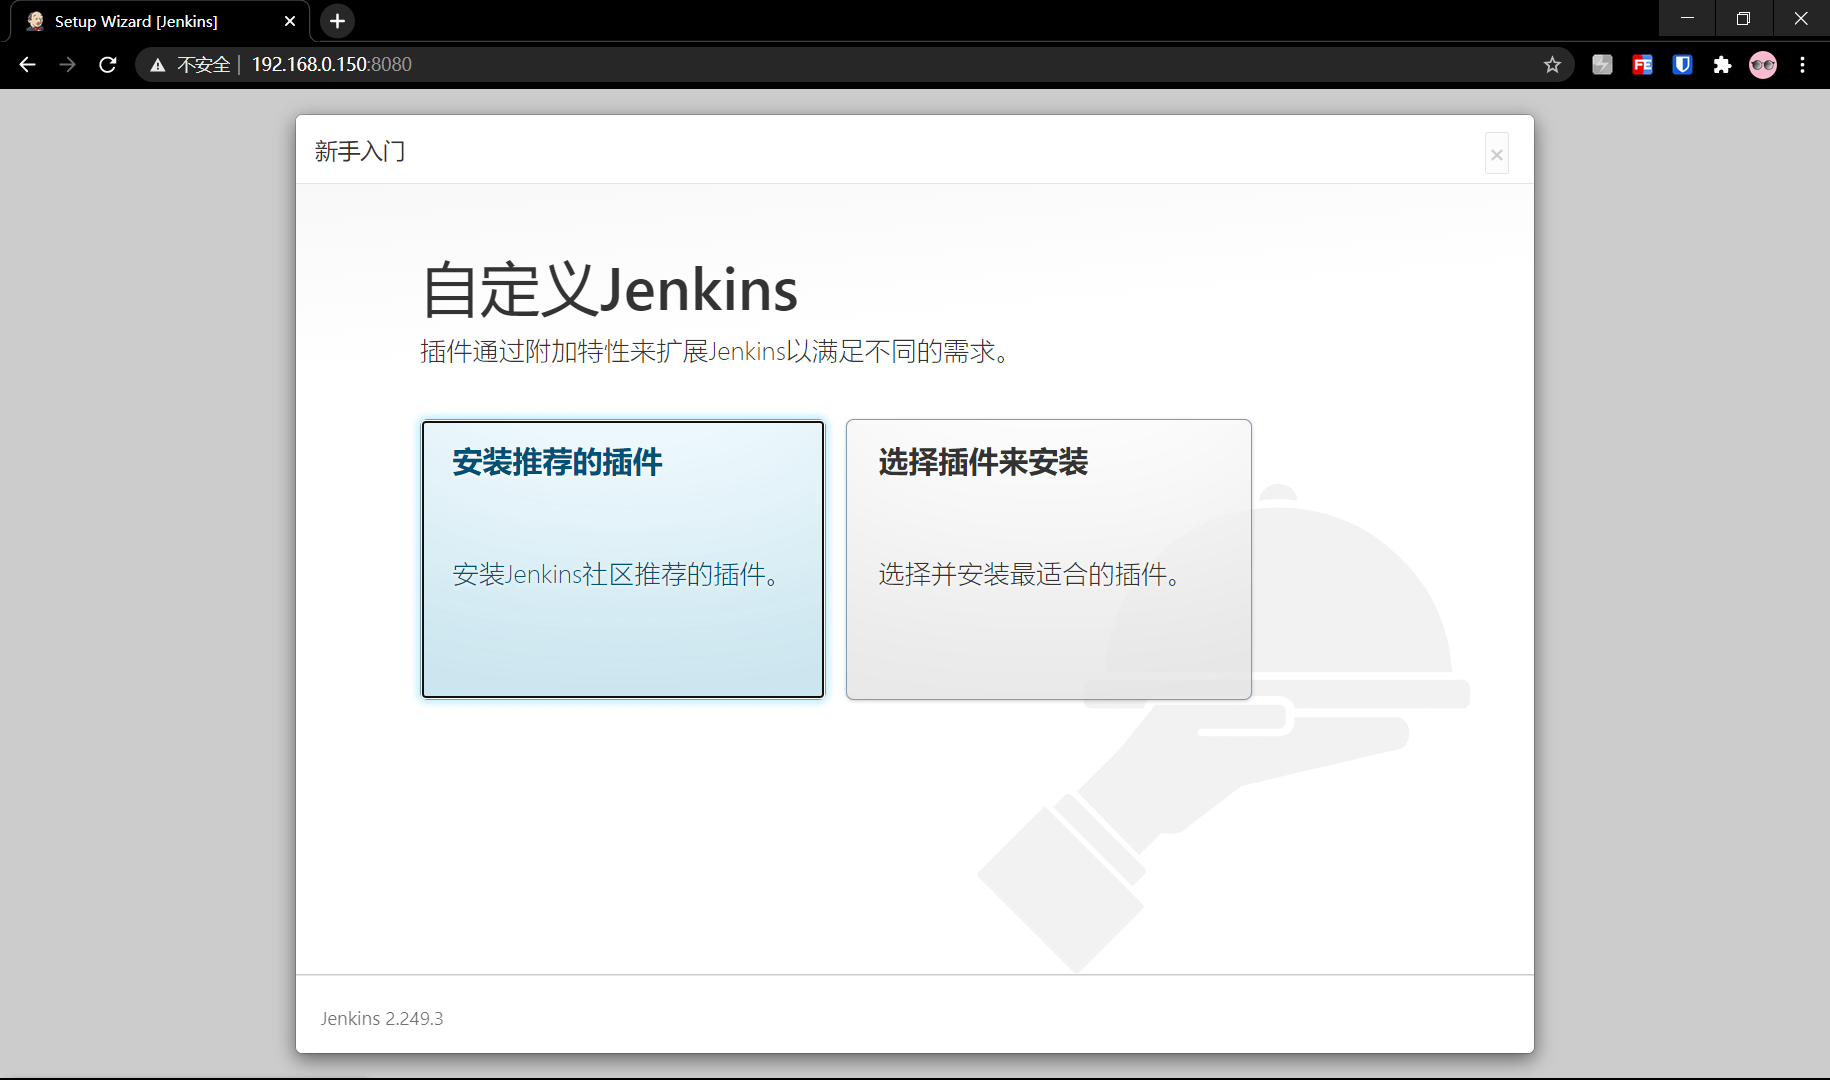 Setup Wizard [Jenkins]
不安全 | 192.168.0.150:8080
FE
新手入门
自定义Jenkins
插件通过附加特性来扩展Jenkins以满足不同的需求。
安装推荐的插件
安装Jenkins社区推荐的插件。
选择插件来安装
选择并安装最适合的插件。
Jenkins 2.249.3